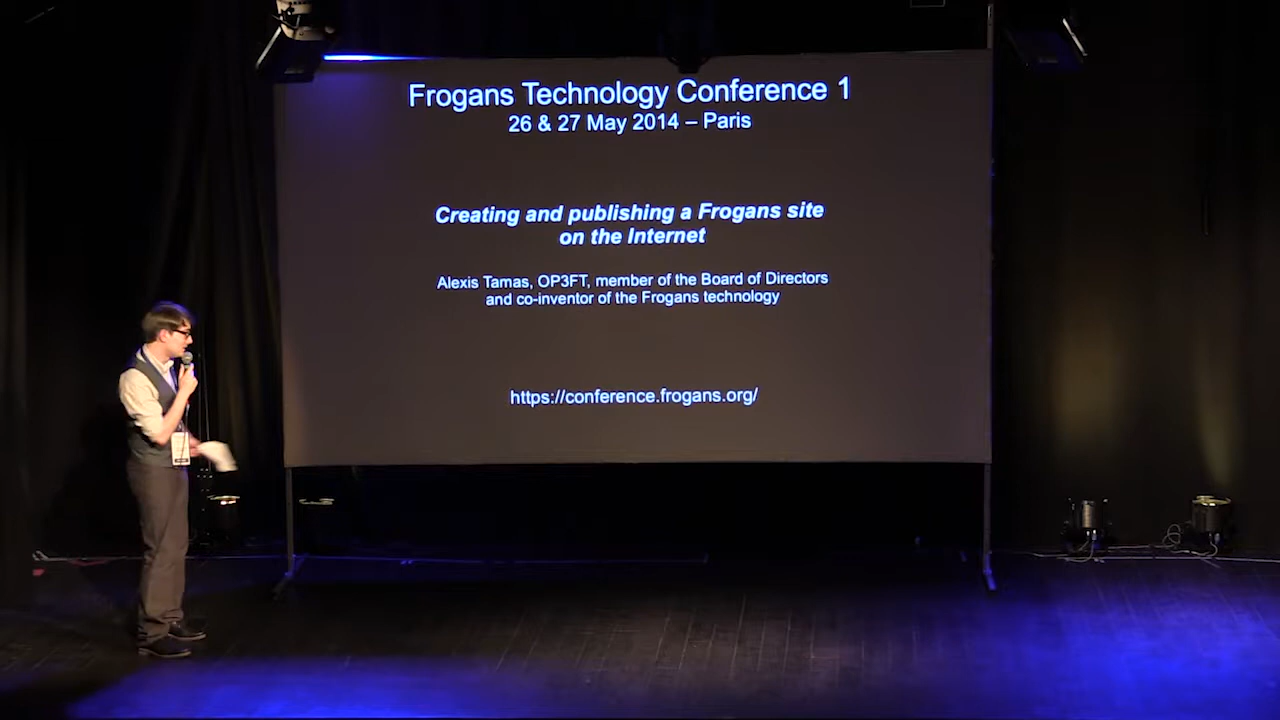 Frogans Technology Conference 1
26 & 27 May 2014 – Paris
Creating and publishing a Frogans site
on the Internet
Alexis Tamas, OP3FT, member of the Board of Directors
and co-inventor of the Frogans technology
https://conference.frogans.org/